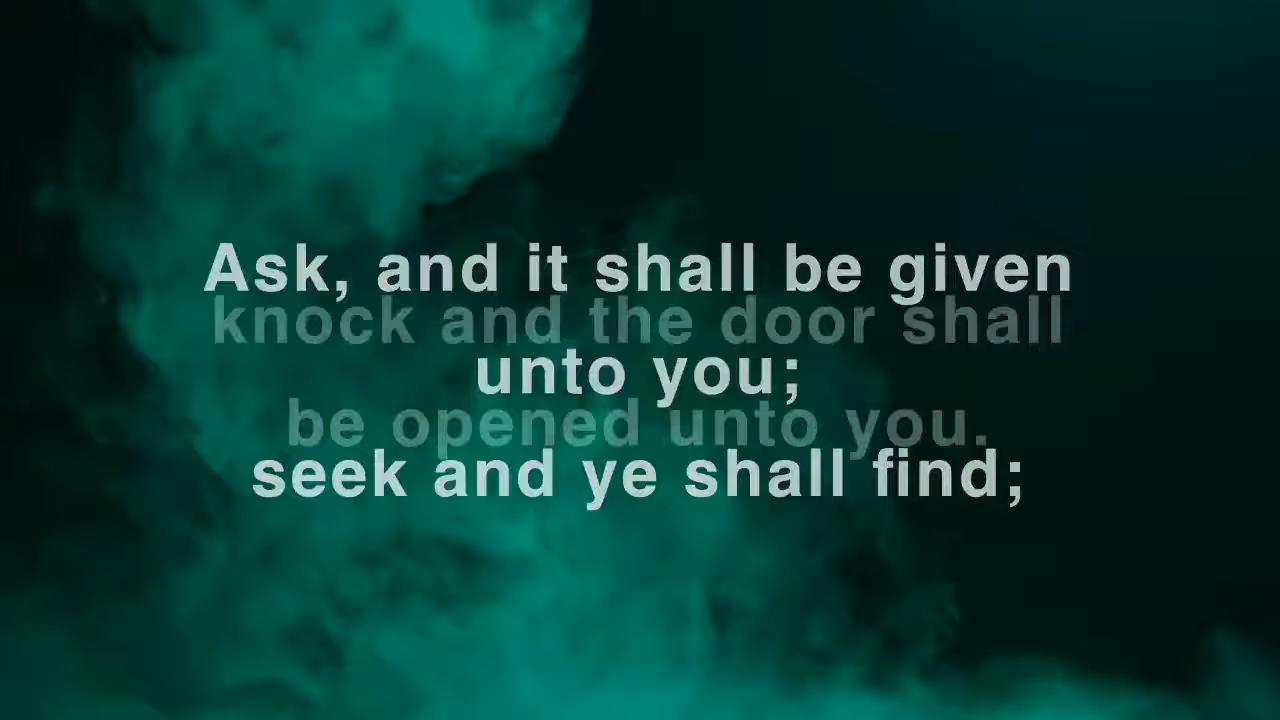 Ask, and it shall be given
unto you;
seek and ye shall find;
knock and the door shall
be opened unto you.